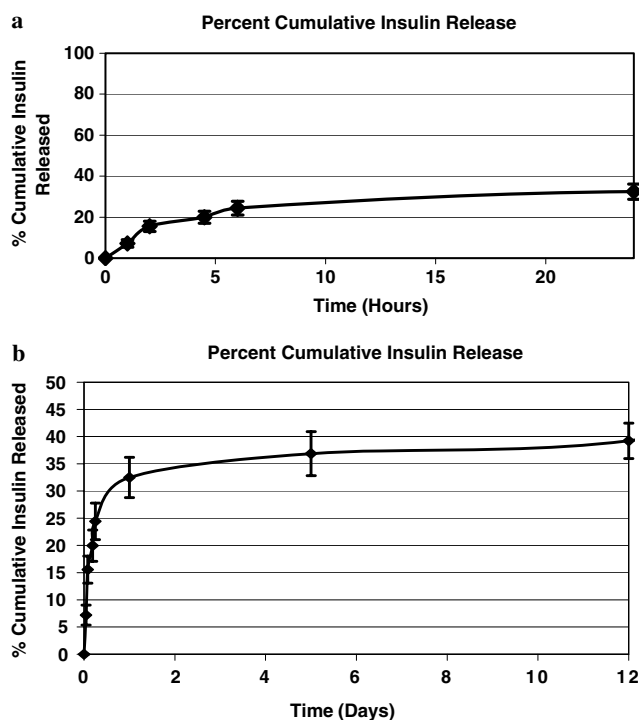 a
Percent Cumulative Insulin Release
% Cumulative Insulin
Released
100
80
60
40
20
0
0 5 10 15 20
Time (Hours)
b
Percent Cumulative Insulin Release
% Cumulative Insulin Released
50
45
40
35
30
25
20
15
10
5
0
0 2 4 6 8 10 12
Time (Days)